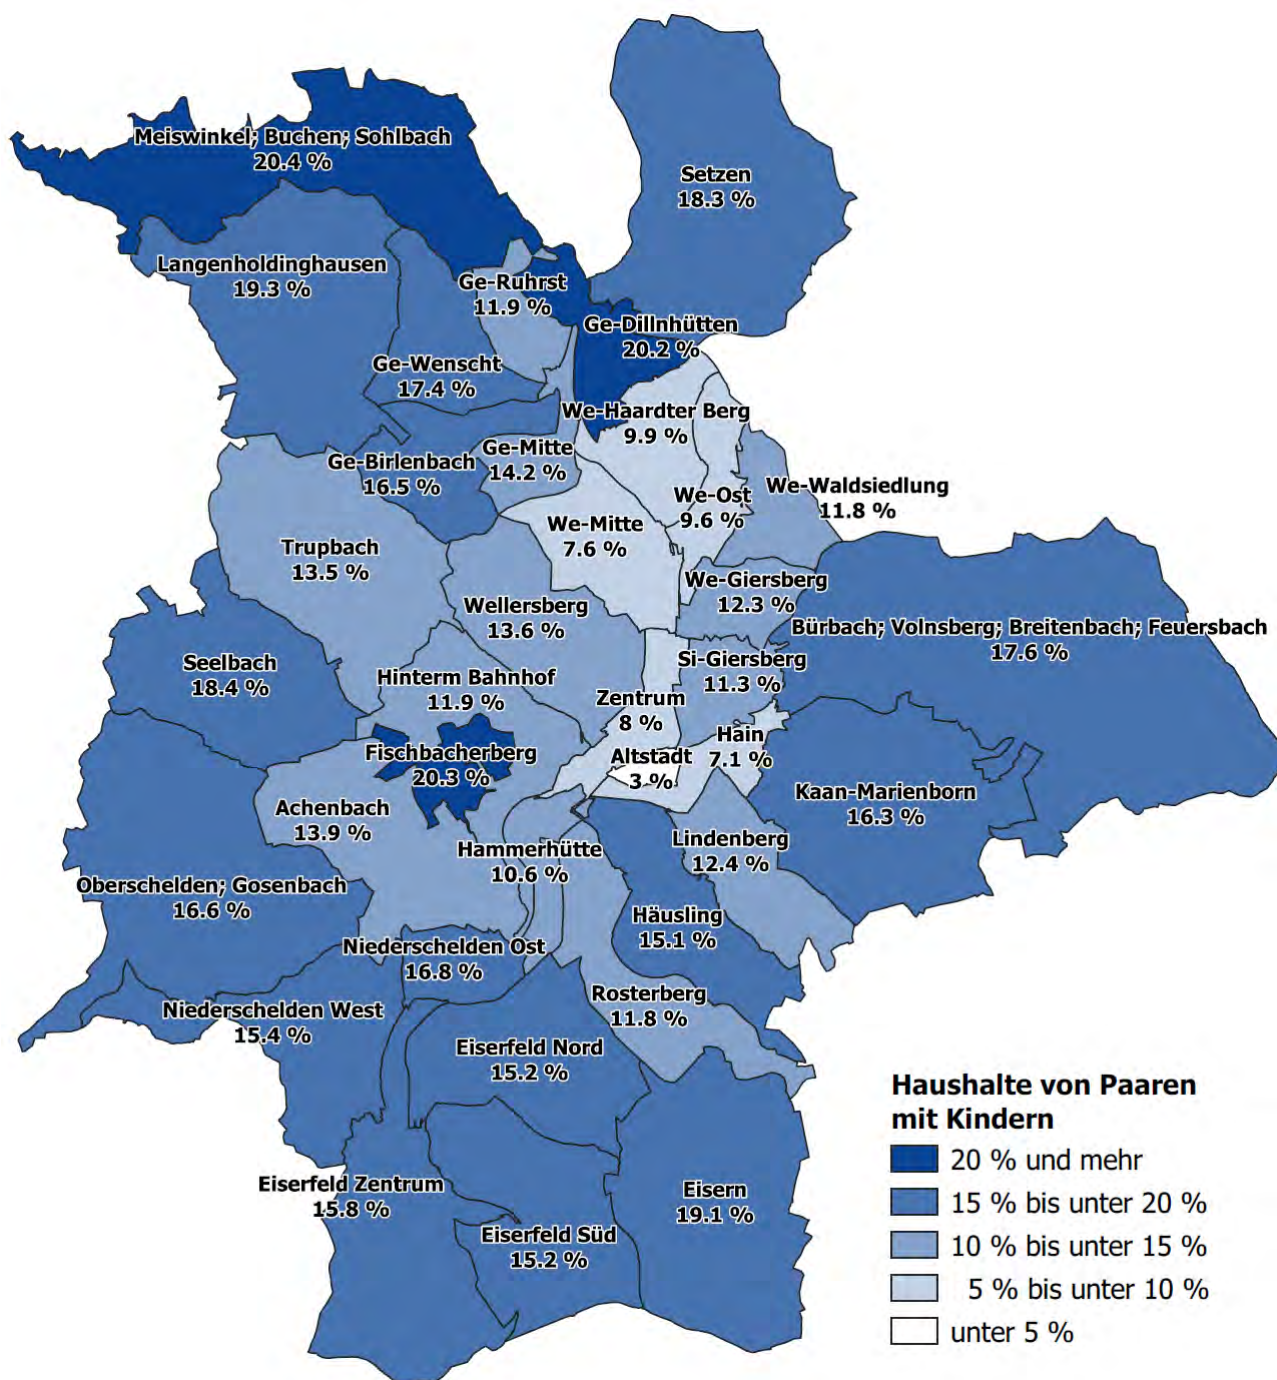 Meiswinkel; Buchen; Sohlbach
20.4 %
Setzen
18.3 %
Langenholdinghausen
19.3 %
Ge-Ruhrst
11.9 %
Ge-Dillnhütten
20.2 %
Ge-Wenscht
17.4 %
We-Haardter Berg
9.9 %
Ge-Mitte
14.2 %
Ge-Birlenbach
16.5 %
We-Ost
9.6 %
We-Waldsiedlung
11.8 %
We-Mitte
7.6 %
Trupbach
13.5 %
We-Giersberg
12.3 %
Wellersberg
13.6 %
Bürbach; Volnsberg; Breitenbach; Feuersbach
17.6 %
Seelbach
18.4 %
Si-Giersberg
11.3 %
Hinterm Bahnhof
11.9 %
Zentrum
8 %
Hain
7.1 %
Fischbacherberg
20.3 %
Altstadt
3 %
Kaan-Marienborn
16.3 %
Achenbach
13.9 %
Lindenberg
12.4 %
Hammerhütte
10.6 %
Oberschelden; Gosenbach
16.6 %
Häusling
15.1 %
Niederschelden Ost
16.8 %
Rosterberg
11.8 %
Niederschelden West
15.4 %
Eiserfeld Nord
15.2 %
Eiserfeld Zentrum
15.8 %
Eisern
19.1 %
Eiserfeld Süd
15.2 %
Haushalte von Paaren
mit Kindern
20 % und mehr
15 % bis unter 20 %
10 % bis unter 15 %
5 % bis unter 10 %
unter 5 %